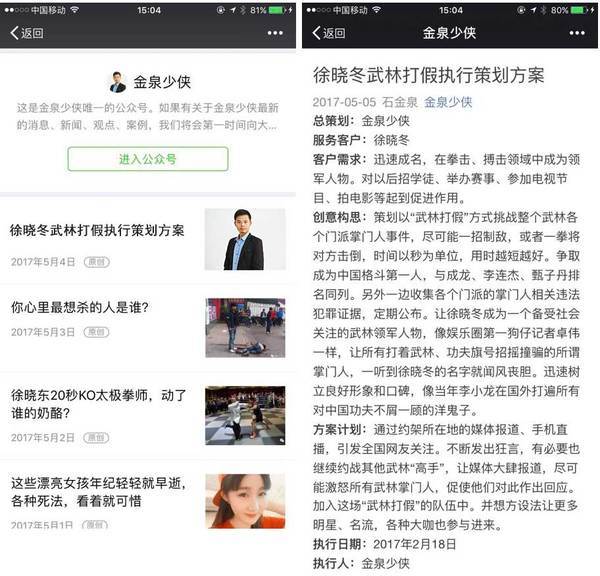 中国移动
15:04
81%
返回
金泉少侠
这是金泉少侠唯一的公众号。如果有关于金泉少侠最新
的消息、新闻、观点、案例，我们将会第一时间向大...
进入公众号
徐晓冬武林打假执行策划方案
2017年5月4日
原创
你心里最想杀的人是谁?
2017年5月3日
原创
徐晓东20秒KO太极拳师，动了
谁的奶酪?
2017年5月2日
原创
这些漂亮女孩年纪轻轻就早逝，
各种死法，看着就可惜
2017年5月1日
原创
中国移动
15:04
80%
返回
金泉少侠
徐晓冬武林打假执行策划方案
2017-05-05 石金泉 金泉少侠
总策划：金泉少侠
服务客户：徐晓冬
客户需求：迅速成名，在拳击、搏击领域中成为领
军人物。对以后招学徒、举办赛事、参加电视节
目、拍电影等起到促进作用。
创意构思：策划以“武林打假”方式挑战整个武林各
个门派掌门人事件，尽可能一招制敌，或者一拳将
对方击倒，时间以秒为单位，用时越短越好。争取
成为中国格斗第一人，与成龙、李连杰、甄子丹排
名同列。另外一边收集各个门派的掌门人相关违法
犯罪证据，定期公布。让徐晓冬成为一个备受社会
关注的武林领军人物，像娱乐圈第一狗仔记者卓伟
一样，让所有打着武林、功夫旗号招摇撞骗的所谓
掌门人，一听到徐晓冬的名字就闻风丧胆。迅速树
立良好形象和口碑，像当年李小龙在国外打遍所有
对中国功夫不屑一顾的洋鬼子。
方案计划：通过约架所在地的媒体报道、手机直
播，引发全国网友关注。不断发出狂言，有必要也
继续约战其他武林“高手”，让媒体大肆报道，尽可
能激怒所有武林掌门人，促使他们对此作出回应。
加入这场“武林打假”的队伍中。并想方设法让更多
明星、名流，各种大咖也参与进来。
执行日期：2017年2月18日
执行人：金泉少侠